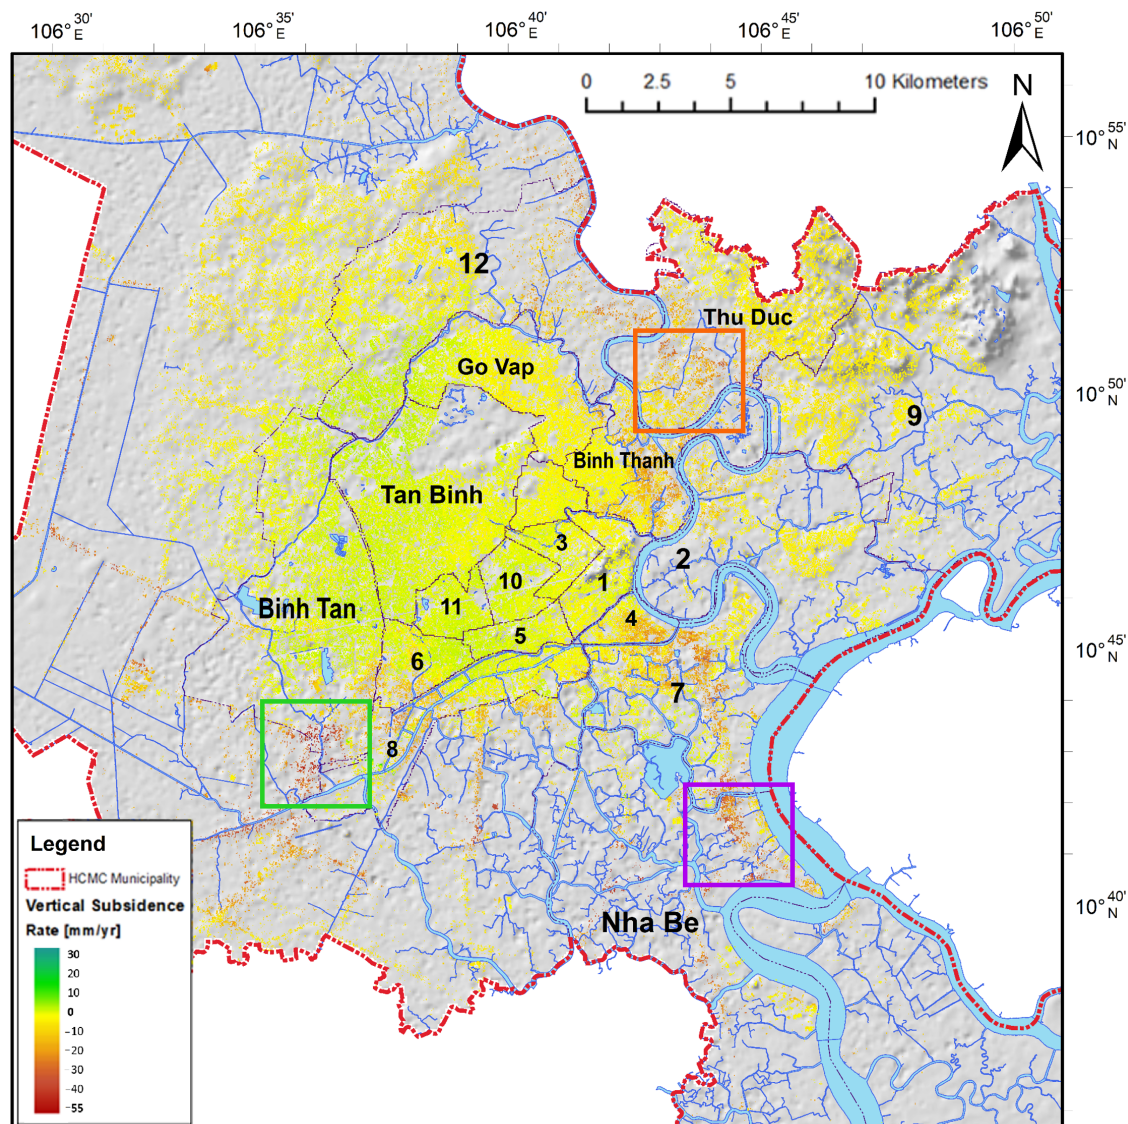 106° 30' E
106° 35' E
106° 40' E
106° 45' E
106° 50' E
0 2.5 5 10 Kilometers
N
10° 55' N
12
Thu Duc
Go Vap
10° 50' N
9
Binh Thanh
Tan Binh
3
2
10
1
11
Binh Tan
4
5
10° 45' N
6
7
8
Legend
HCMC Municipality
Vertical Subsidence
Rate [mm/yr]
10° 40' N
Nha Be
30
20
10
0
-10
-20
-30
-40
-55